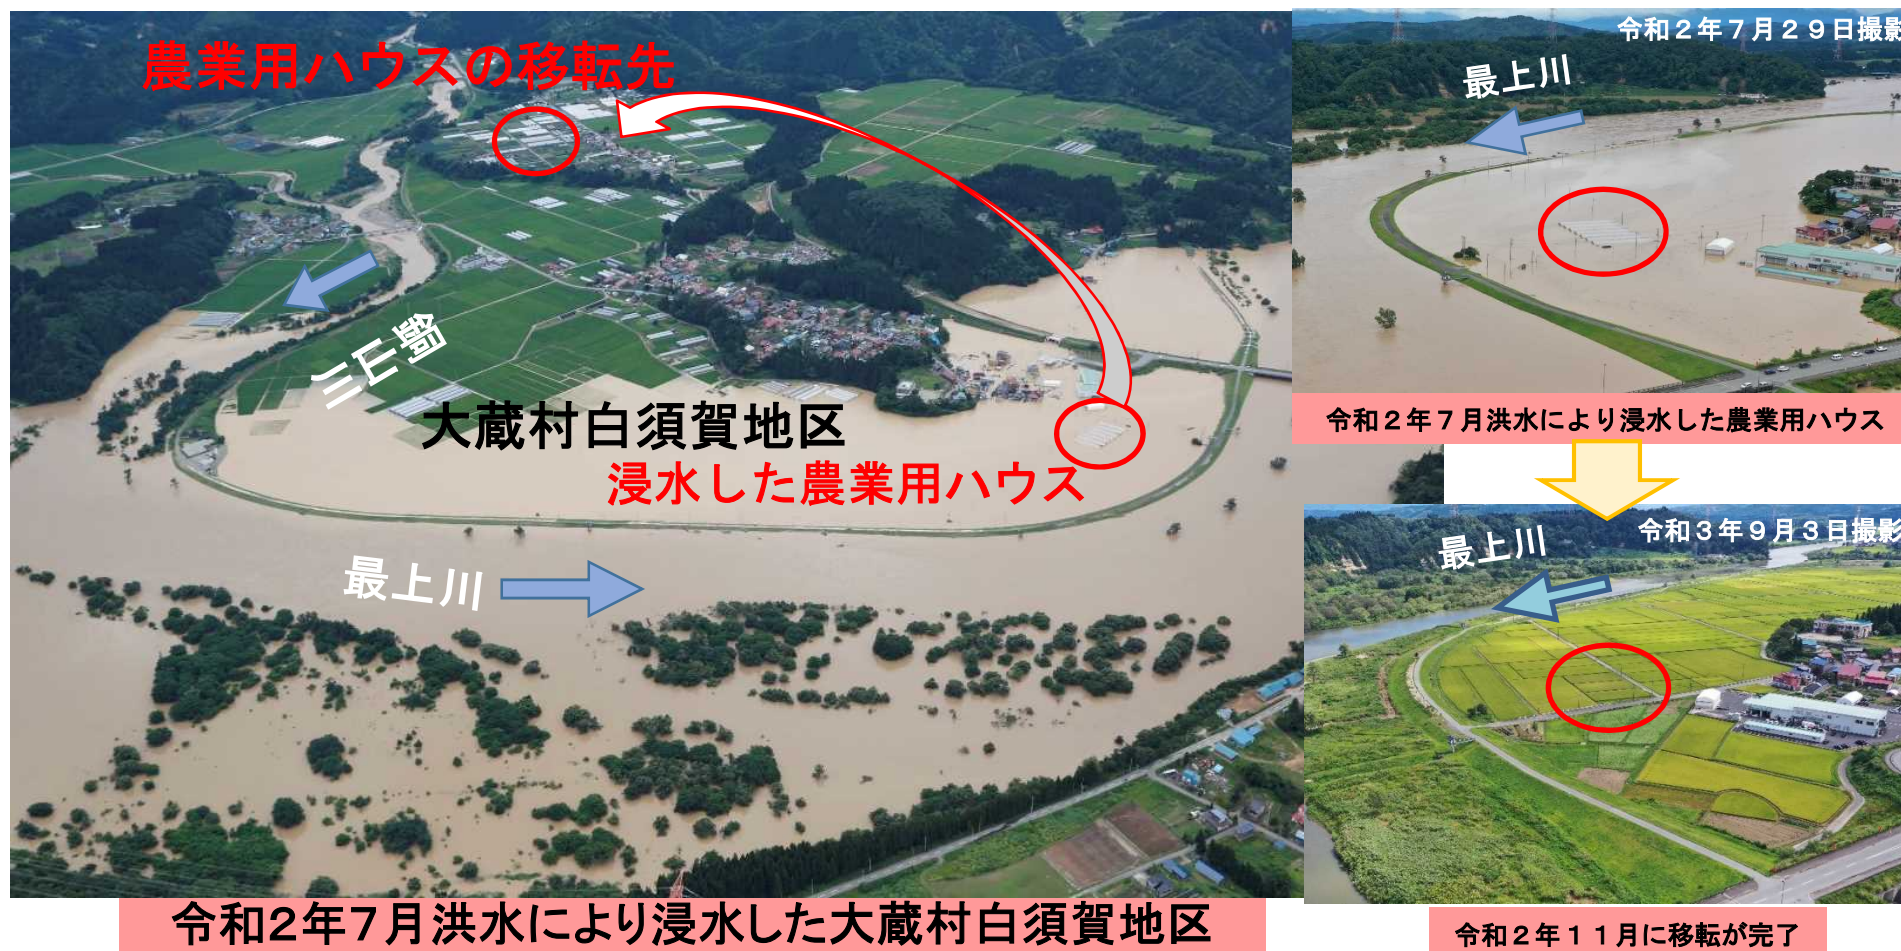 農業用ハウスの移転先
銅山川
大蔵村白須賀地区
浸水した農業用ハウス
最上川
令和2年7月洪水により浸水した大蔵村白須賀地区
令和２年７月２９日撮影
最上川
令和２年７月洪水により浸水した農業用ハウス
令和３年９月３日撮影
最上川
令和２年１１月に移転が完了